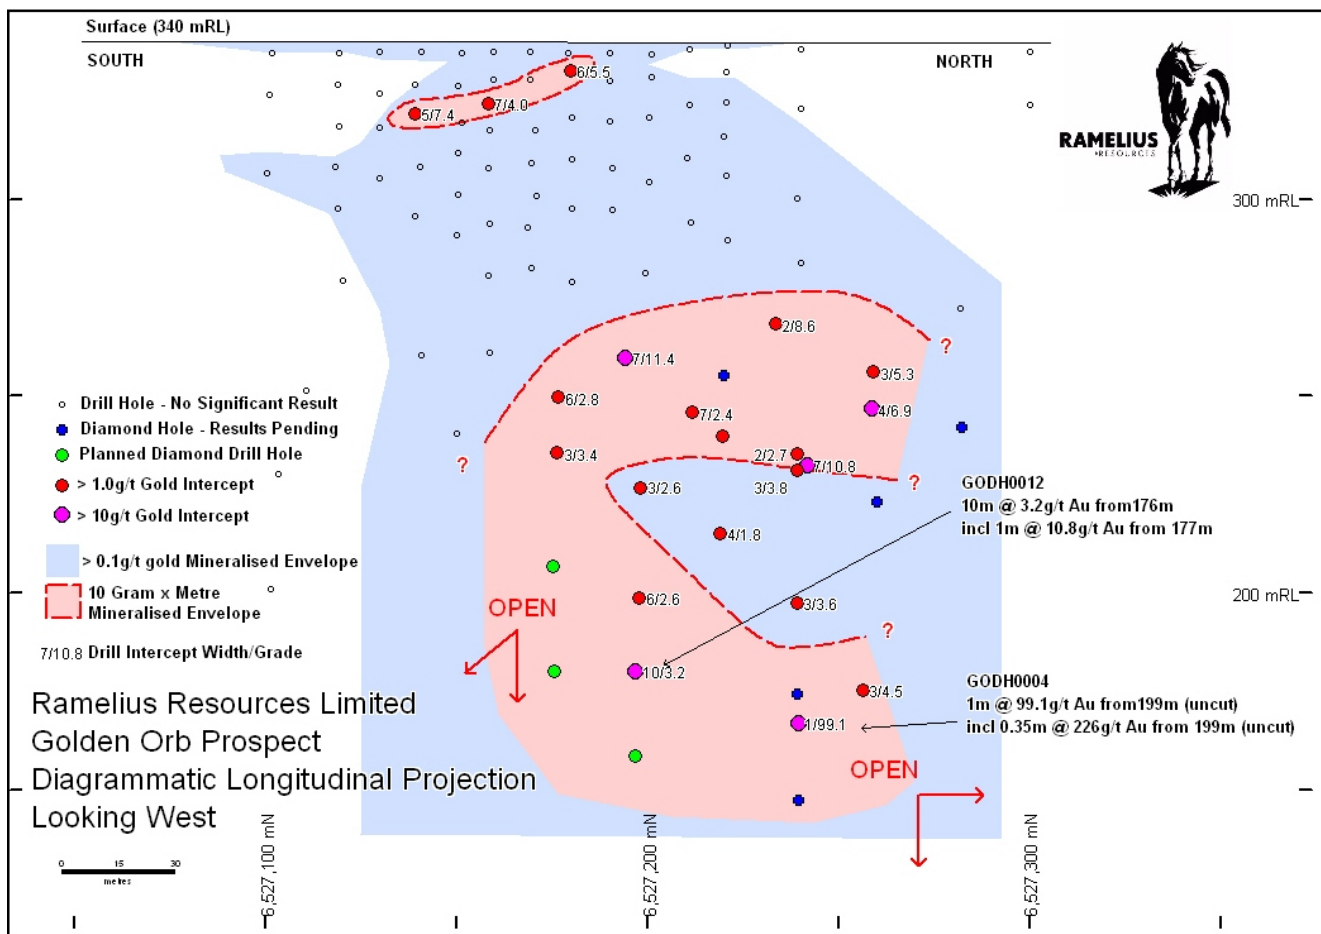 Surface (340 mRL)
SOUTH
NORTH
RAMELIUS
RESOURCES
6/5.5
7/4.0
5/7.4
300 mRL
2/8.6
?
7/11.4
3/5.3
6/2.8
4/6.9
7/2.4
Drill Hole - No Significant Result
Diamond Hole - Results Pending
Planned Diamond Drill Hole
> 1.0g/t Gold Intercept
> 10g/t Gold Intercept
> 0.1g/t gold Mineralised Envelope
10 Gram x Metre
Mineralised Envelope
7/10.8 Drill Intercept Width/Grade
?
3/3.4
2/2.7
7/10.8
?
3/2.6
3/3.8
GODH0012
10m @ 3.2g/t Au from176m
incl 1m @ 10.8g/t Au from 177m
4/1.8
200 mRL
6/2.6
3/3.6
OPEN
?
10/3.2
3/4.5
GODH0004
1m @ 99.1g/t Au from199m (uncut)
incl 0.35m @ 226g/t Au from 199m (uncut)
1/99.1
OPEN
Ramelius Resources Limited
Golden Orb Prospect
Diagrammatic Longitudinal Projection
Looking West
0 15 30
metres
6,527,100 mN
6,527,200 mN
6,527,300 mN